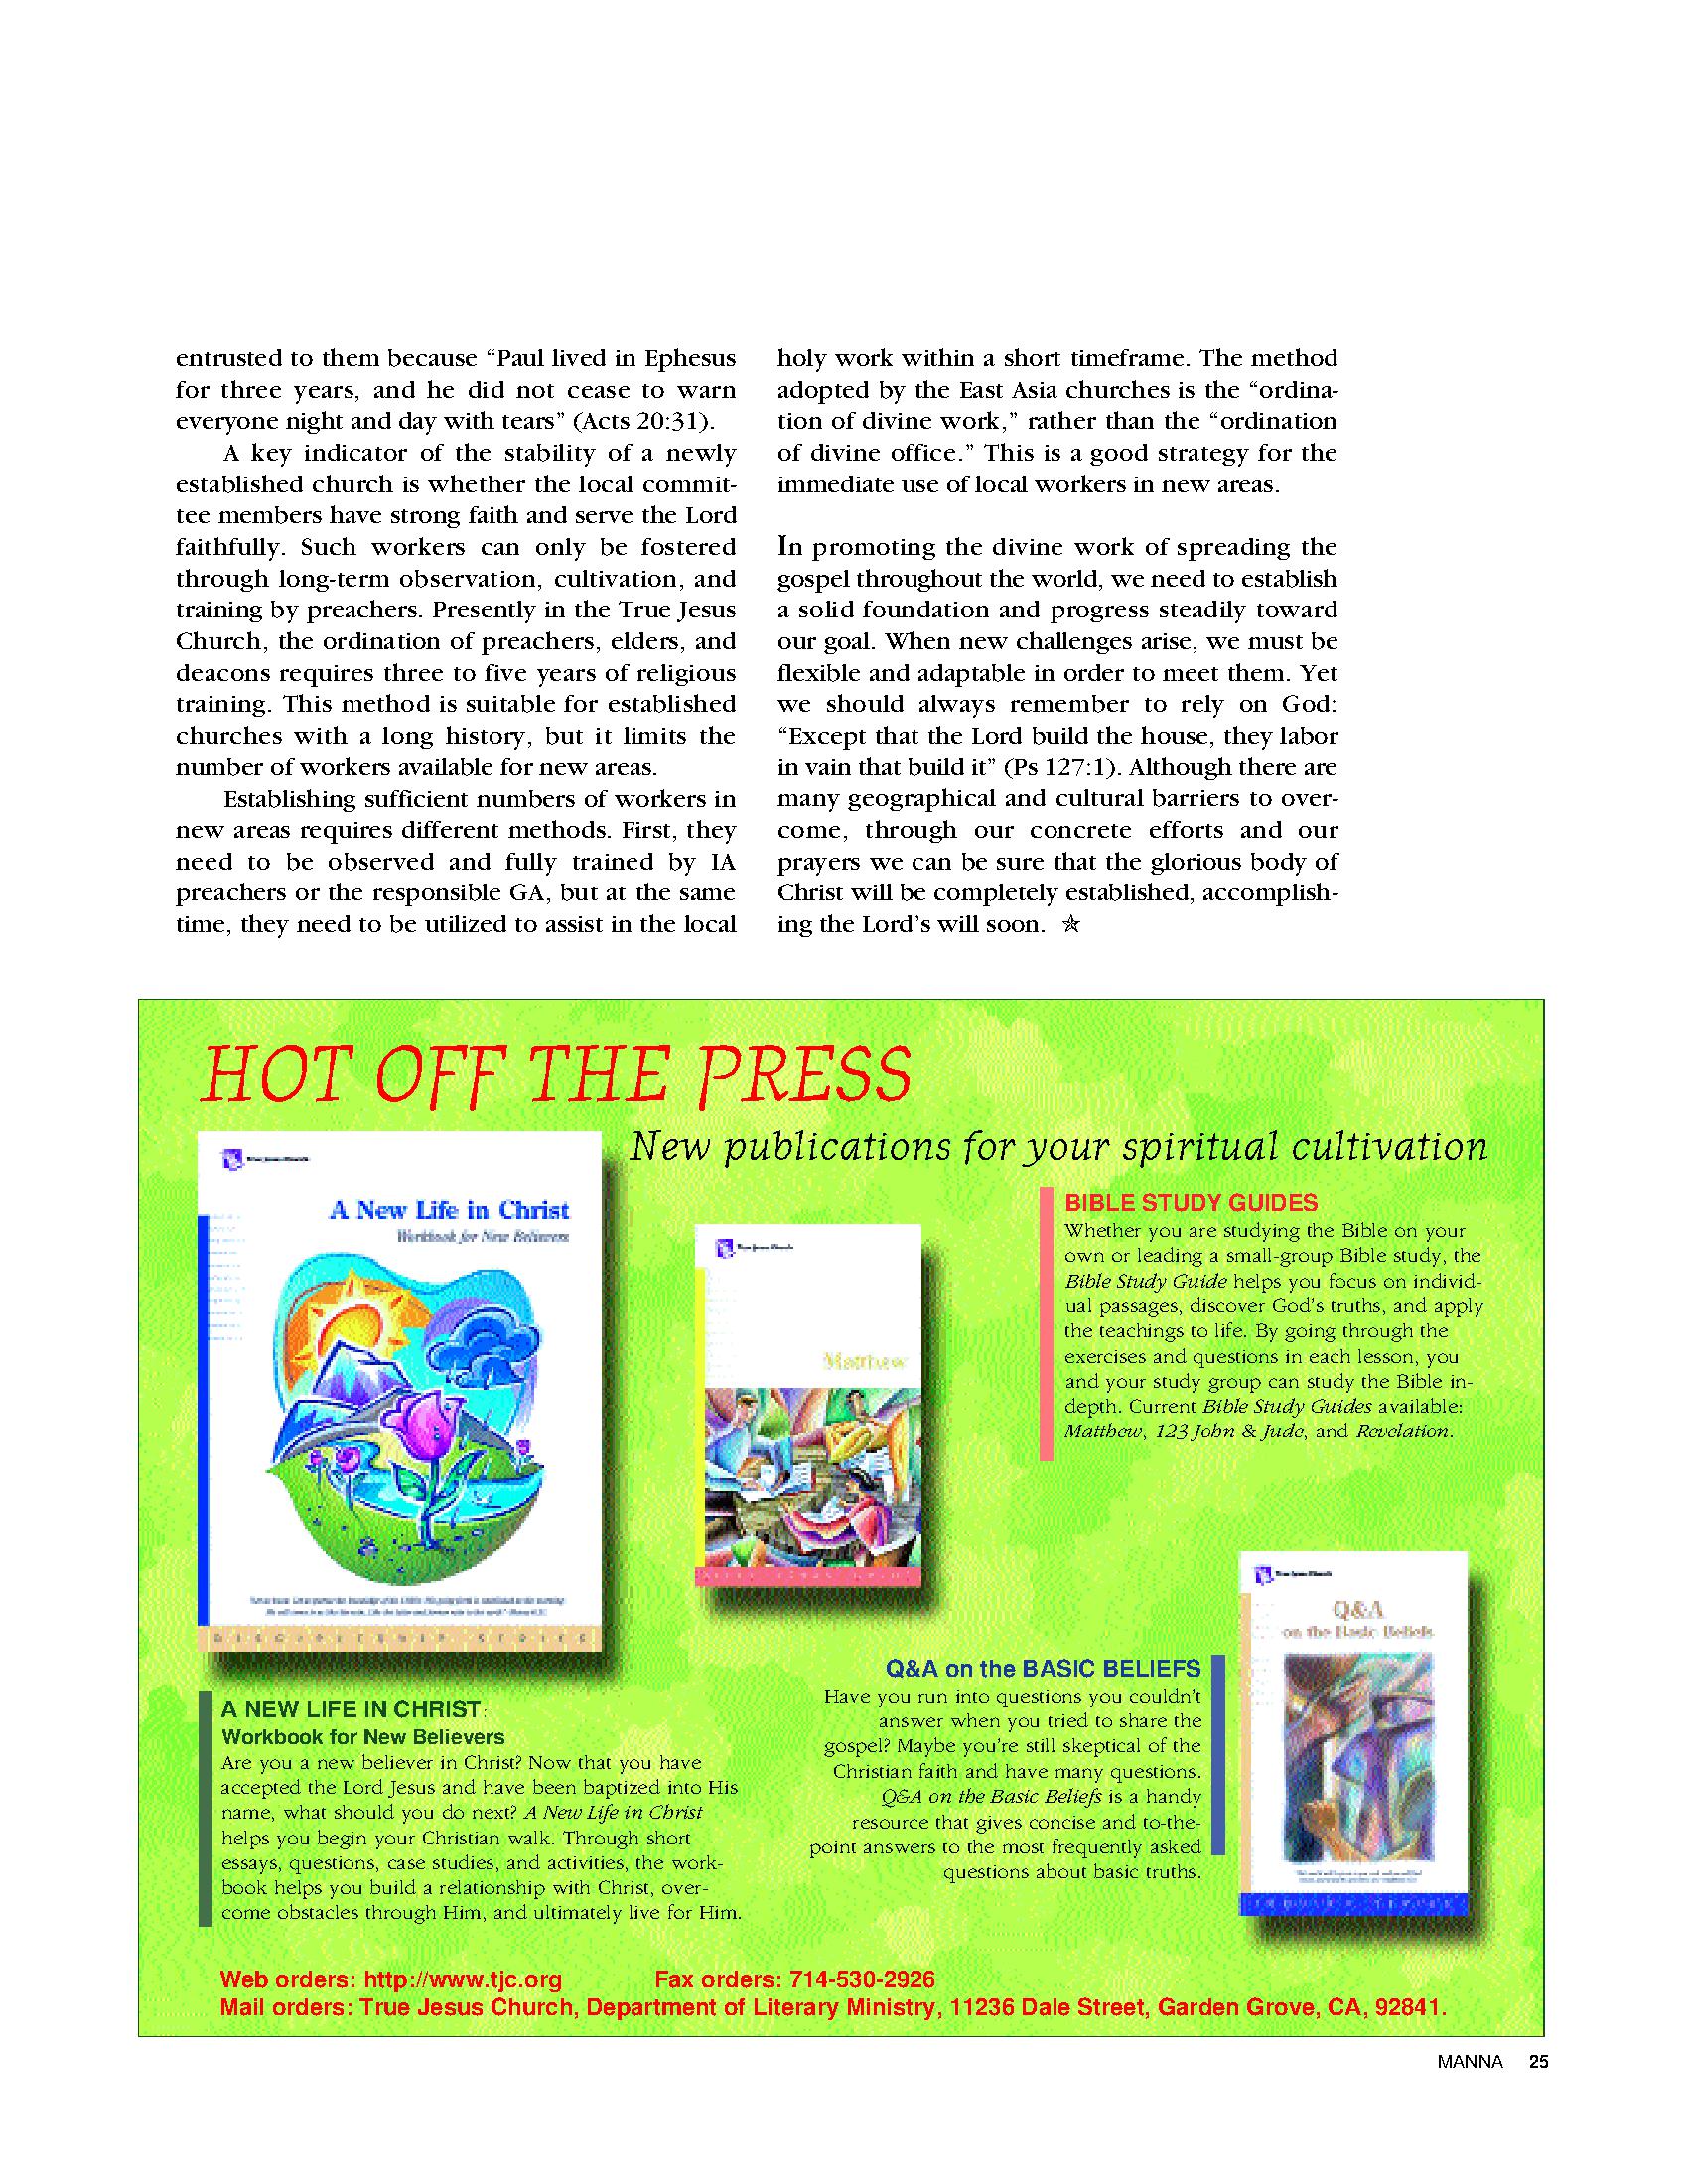 entrusted to them because “Paul lived in Ephesus
for three years, and he did not cease to warn
everyone night and day with tears” (Acts 20:31).
A key indicator of the stability of a newly
established church is whether the local commit-
tee members have strong faith and serve the Lord
faithfully. Such workers can only be fostered
through long-term observation, cultivation, and
training by preachers. Presently in the True Jesus
Church, the ordination of preachers, elders, and
deacons requires three to five years of religious
training. This method is suitable for established
churches with a long history, but it limits the
number of workers available for new areas.
Establishing sufficient numbers of workers in
new areas requires different methods. First, they
need to be observed and fully trained by IA
preachers or the responsible GA, but at the same
time, they need to be utilized to assist in the local
holy work within a short timeframe. The method
adopted by the East Asia churches is the “ordina-
tion of divine work,” rather than the “ordination
of divine office.” This is a good strategy for the
immediate use of local workers in new areas.
In promoting the divine work of spreading the
gospel throughout the world, we need to establish
a solid foundation and progress steadily toward
our goal. When new challenges arise, we must be
flexible and adaptable in order to meet them. Yet
we should always remember to rely on God:
“Except that the Lord build the house, they labor
in vain that build it” (Ps 127:1). Although there are
many geographical and cultural barriers to over-
come, through our concrete efforts and our
prayers we can be sure that the glorious body of
Christ will be completely established, accomplish-
ing the Lord’s will soon. ✯
HOT OFF THE PRESS
New publications for your spiritual cultivation
True Jesus Church
A New Life in Christ
Workbook for New Believers
DISCIPLESHIP SERIES
True Jesus Church
Matthew
BIBLE STUDY GUIDES
Whether you are studying the Bible on your
own or leading a small-group Bible study, the
Bible Study Guide helps you focus on individ-
ual passages, discover God’s truths, and apply
the teachings to life. By going through the
exercises and questions in each lesson, you
and your study group can study the Bible in-
depth. Current Bible Study Guides available:
Matthew, 123 John & Jude, and Revelation.
True Jesus Church
Q&A
on the Basic Beliefs
Q&A on the BASIC BELIEFS
Have you run into questions you couldn’t
answer when you tried to share the
gospel? Maybe you’re still skeptical of the
Christian faith and have many questions.
Q&A on the Basic Beliefs is a handy
resource that gives concise and to-the-
point answers to the most frequently asked
questions about basic truths.
A NEW LIFE IN CHRIST:
Workbook for New Believers
Are you a new believer in Christ? Now that you have
accepted the Lord Jesus and have been baptized into His
name, what should you do next? A New Life in Christ
helps you begin your Christian walk. Through short
essays, questions, case studies, and activities, the work-
book helps you build a relationship with Christ, over-
come obstacles through Him, and ultimately live for Him.
Web orders: http://www.tjc.org Fax orders: 714-530-2926
Mail orders: True Jesus Church, Department of Literary Ministry, 11236 Dale Street, Garden Grove, CA, 92841.
MANNA 25